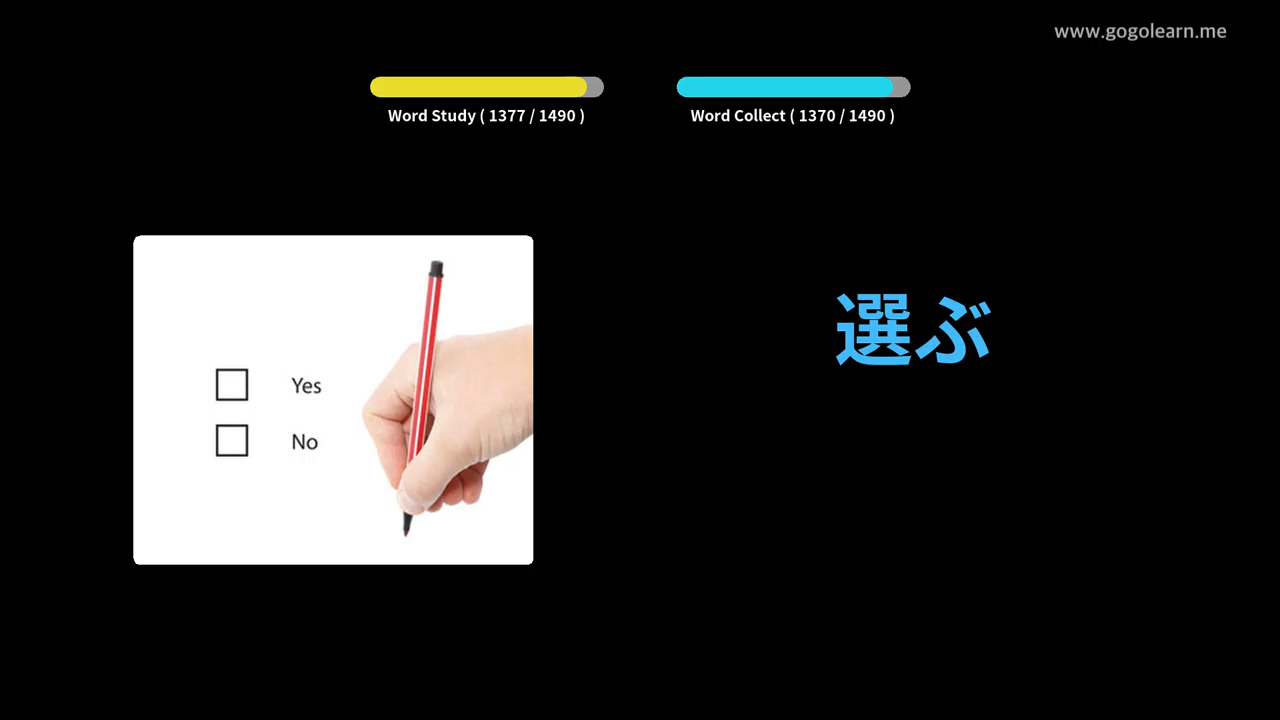 www.gogolearn.me
Word Study ( 1377 / 1490 )
Word Collect ( 1370 / 1490 )
Yes
No
選ぶ